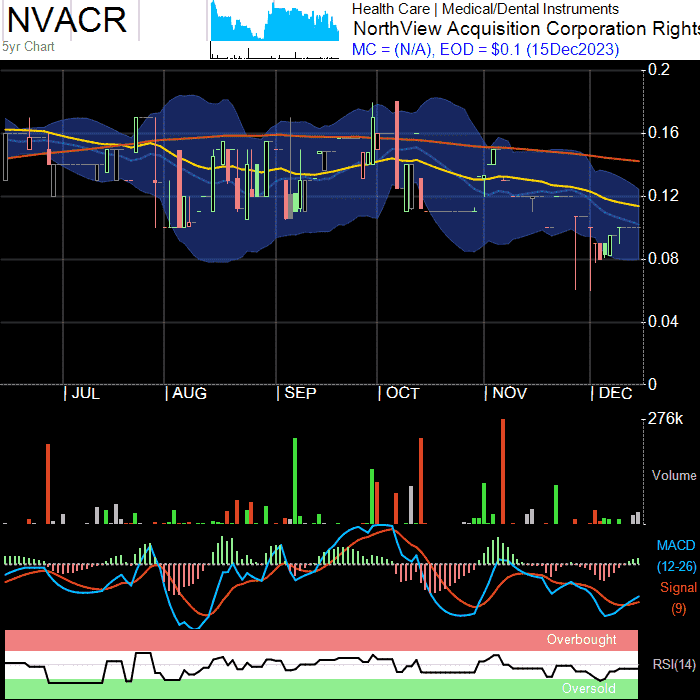 NVACR
5yr Chart
Health Care | Medical/Dental Instruments
NorthView Acquisition Corporation Rights
MC = (N/A), EOD = $0.1 (15Dec2023)
0.2
0.16
0.12
0.08
0.04
0
| JUL | AUG | SEP | OCT | NOV | DEC
276k
Volume
MACD
(12-26)
Signal
(9)
Overbought
RSI(14)
Oversold